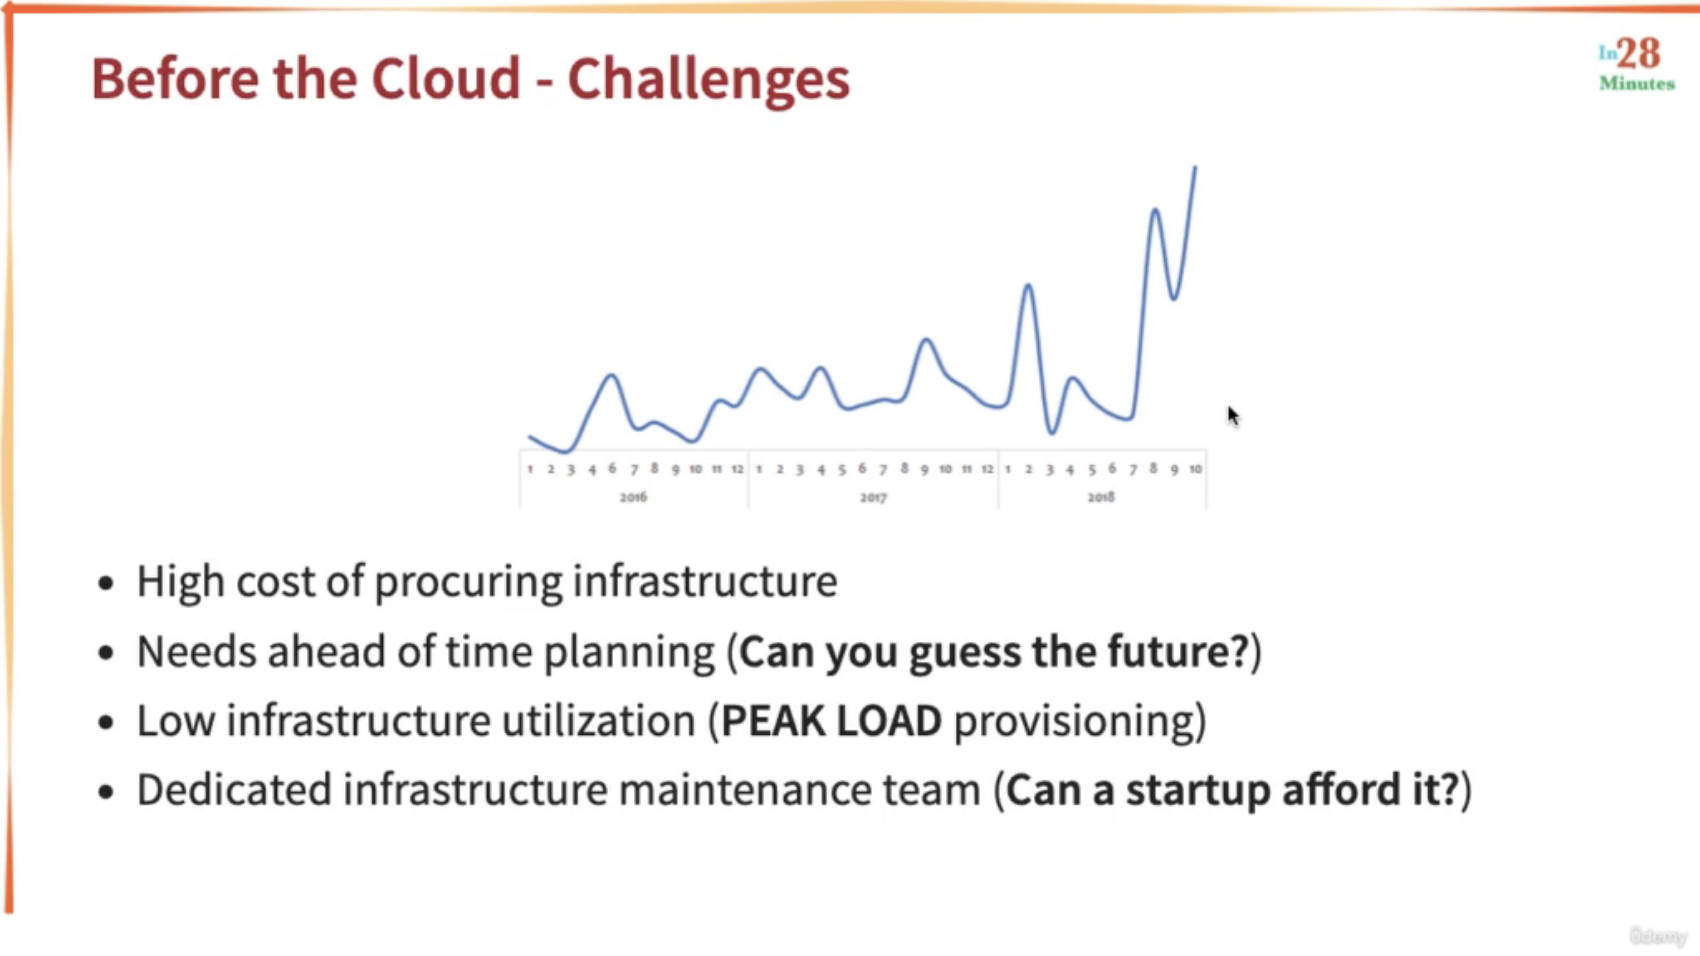 Before the Cloud - Challenges
In28
Minutes
1 2 3 4 6 7 8 9 10 11 12 1 2 3 4 5 6 7 8 9 10 11 12 1 2 3 4 5 6 7 8 9 10
2016 2017 2018
• High cost of procuring infrastructure
• Needs ahead of time planning (Can you guess the future?)
• Low infrastructure utilization (PEAK LOAD provisioning)
• Dedicated infrastructure maintenance team (Can a startup afford it?)
ûdemy